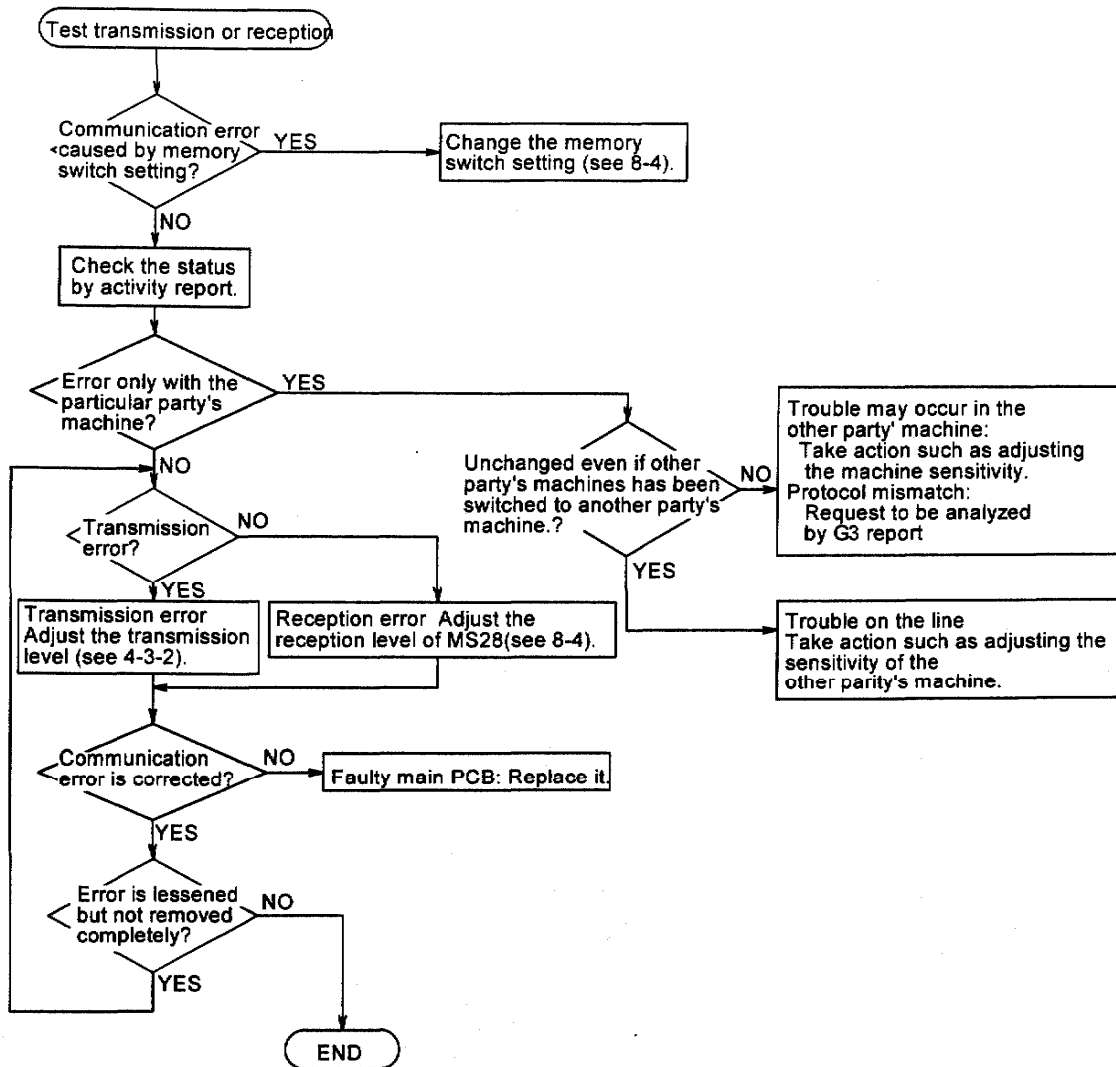 Test transmission or reception
Communication error
caused by memory
switch setting?
YES
Change the memory
switch setting (see 8-4).
NO
Check the status
by activity report.
Error only with the
particular party's
machine?
YES
NO
Unchanged even if other
party's machines has been
switched to another party's
machine.?
NO
Trouble may occur in the
other party' machine:
Take action such as adjusting
the machine sensitivity.
Protocol mismatch:
Request to be analyzed
by G3 report
YES
Trouble on the line
Take action such as adjusting the
sensitivity of the
other parity's machine.
Transmission
error?
NO
YES
Transmission error
Adjust the transmission
level (see 4-3-2).
Reception error Adjust the
reception level of MS28(see 8-4).
Communication
error is corrected?
NO
Faulty main PCB: Replace it.
YES
Error is lessened
but not removed
completely?
NO
YES
END